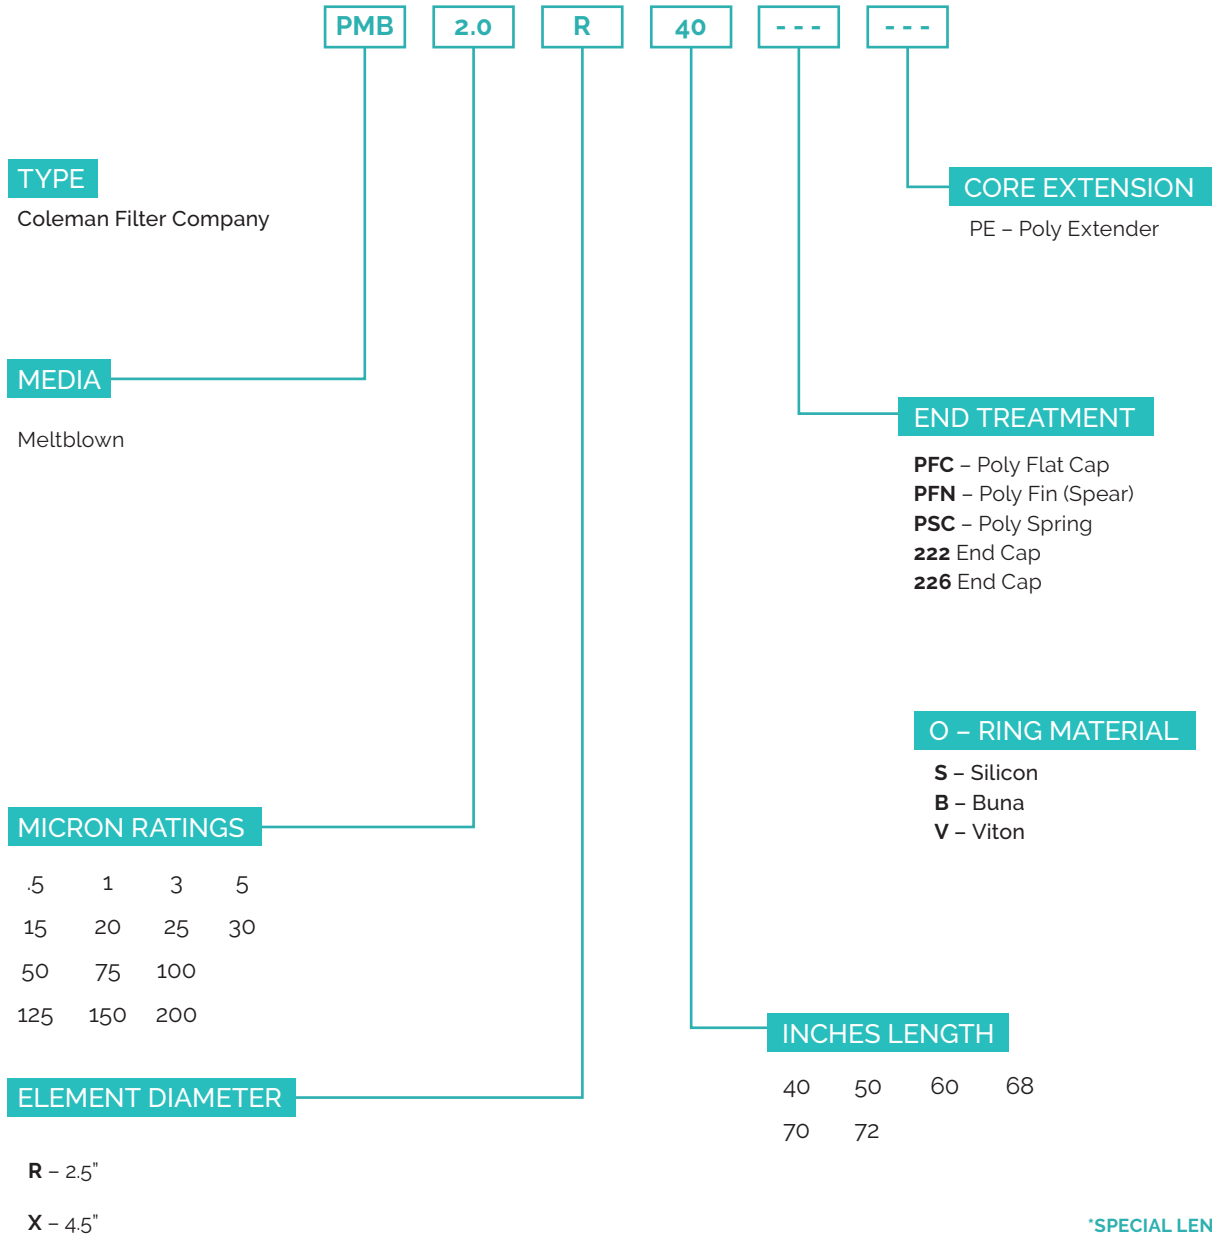 PMB 2.0 R 40 - - - - - -
TYPE
Coleman Filter Company
CORE EXTENSION
PE – Poly Extender
MEDIA
Meltblown
END TREATMENT
PFC – Poly Flat Cap
PFN – Poly Fin (Spear)
PSC – Poly Spring
222 End Cap
226 End Cap
O – RING MATERIAL
S – Silicon
B – Buna
V – Viton
MICRON RATINGS
.5 1 3 5
15 20 25 30
50 75 100
125 150 200
INCHES LENGTH
40 50 60 68
70 72
ELEMENT DIAMETER
R – 2.5"
X – 4.5"
*SPECIAL LEN